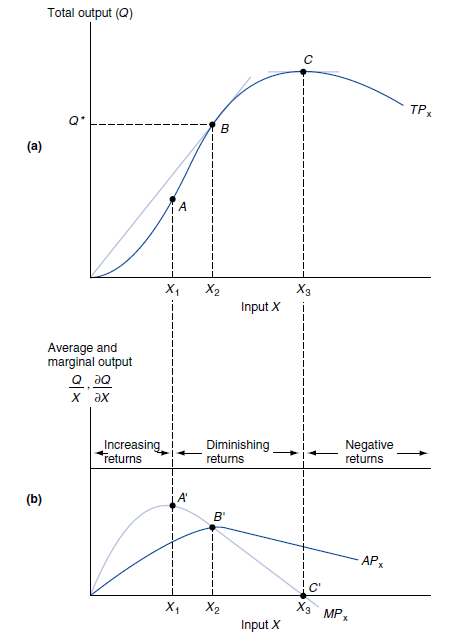 Total output (Q)
C
TPx
Q*
B
(a)
A
X1 X2 X3
Input X
Average and
marginal output
Q/X, ∂Q/∂X
Increasing returns
Diminishing returns
Negative returns
(b)
A'
B'
APx
C'
X1 X2 X3
MPx
Input X